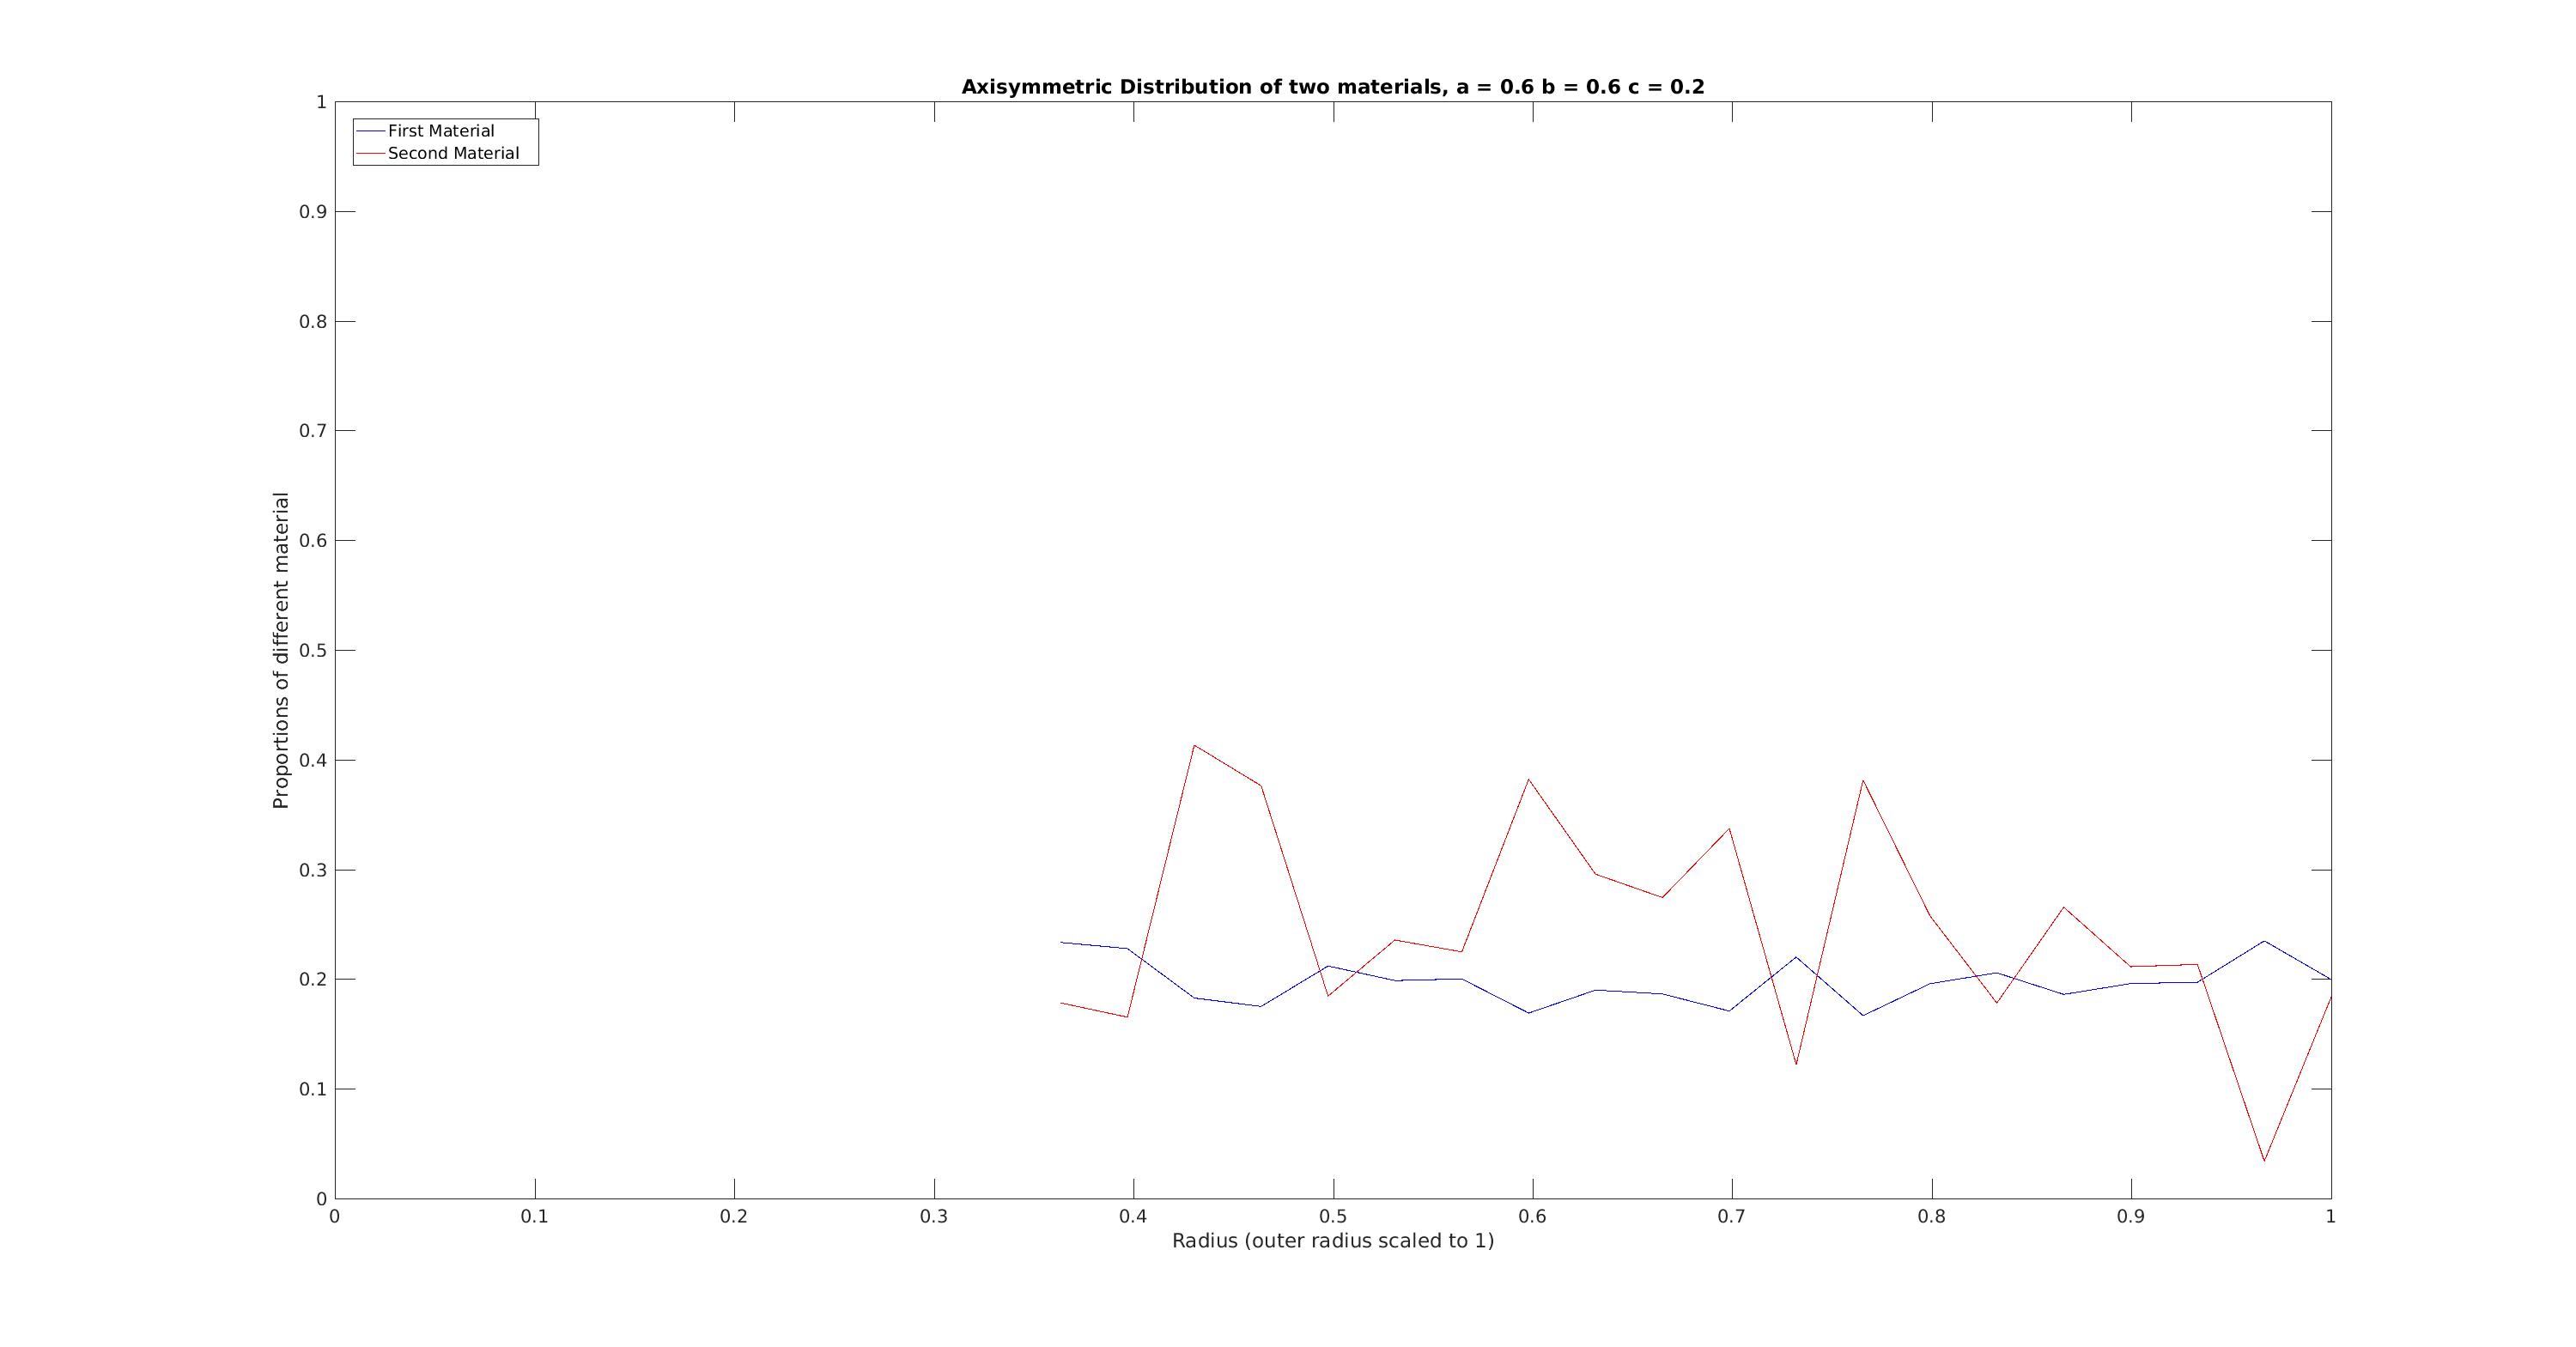 Axisymmetric Distribution of two materials, a = 0.6 b = 0.6 c = 0.2
First Material
Second Material
1
0.9
0.8
0.7
0.6
0.5
0.4
0.3
0.2
0.1
0
Proportions of different material
0 0.1 0.2 0.3 0.4 0.5 0.6 0.7 0.8 0.9 1
Radius (outer radius scaled to 1)